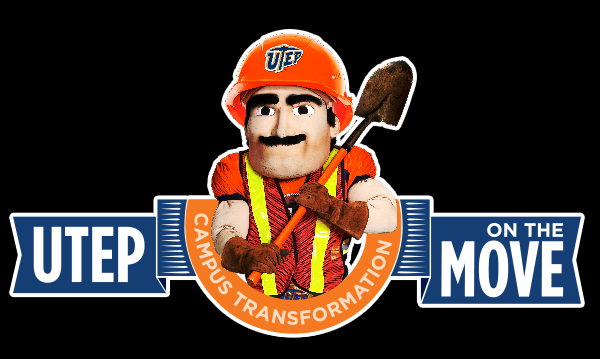 UTEP
UTEP
CAMPUS TRANSFORMATION
ON THE
MOVE